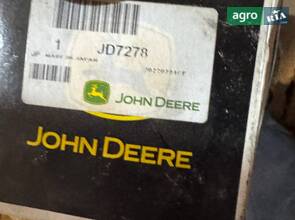 agro RIA
1 JD7278
MADE IN JAPAN
JOHN DEERE
JOHN DEERE